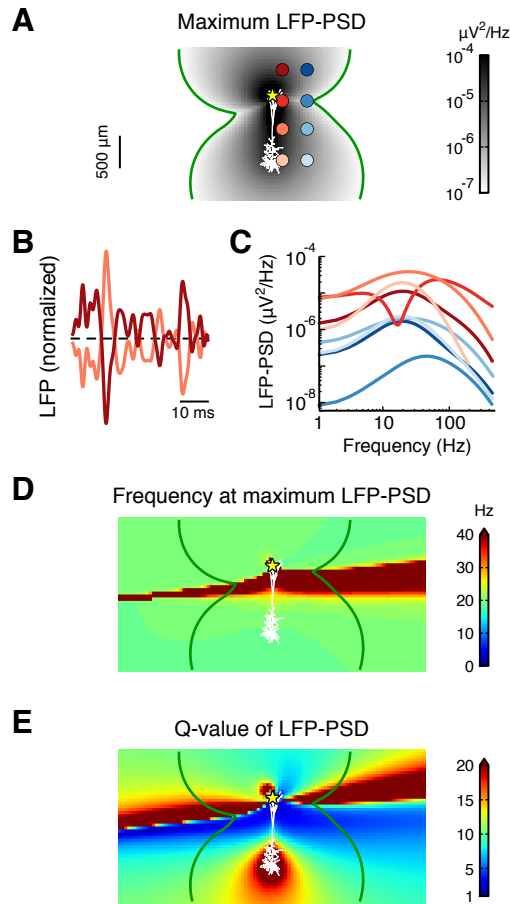 A
Maximum LFP-PSD
µV²/Hz
10⁻⁴
10⁻⁵
10⁻⁶
10⁻⁷
500 µm
B
LFP (normalized)
10 ms
C
LFP-PSD (µV²/Hz)
10⁻⁴
10⁻⁶
10⁻⁸
1 10 100
Frequency (Hz)
D
Frequency at maximum LFP-PSD
Hz
40
30
20
10
0
E
Q-value of LFP-PSD
20
15
10
5
1